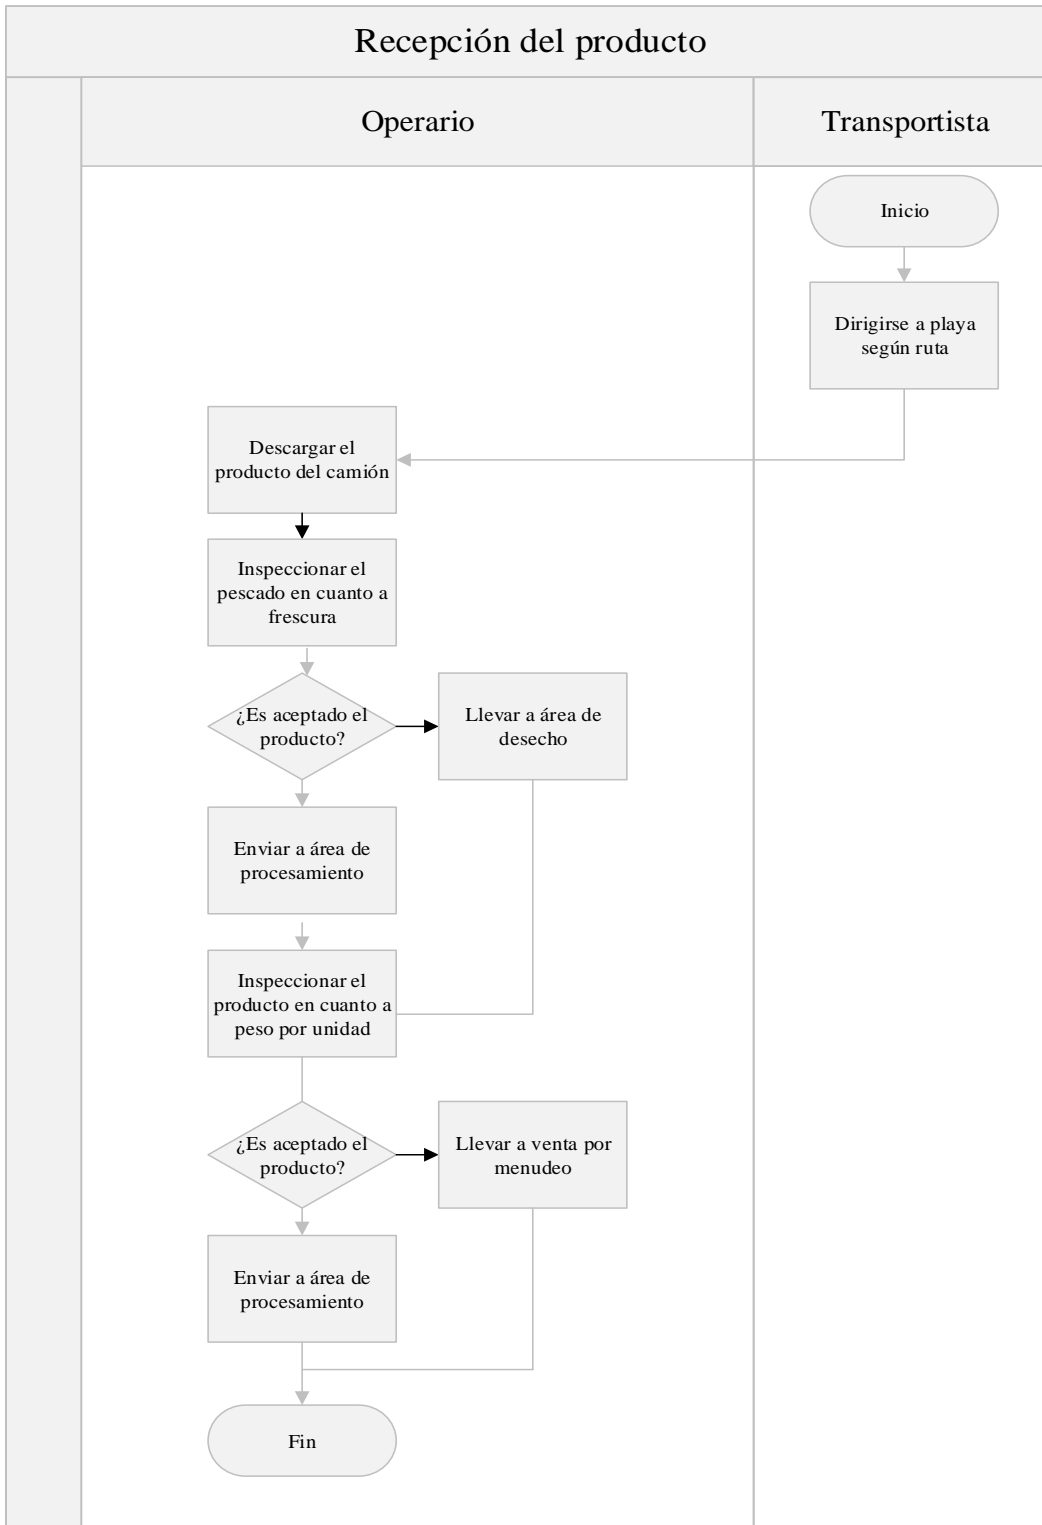 Recepción del producto
Operario
Transportista
Inicio
Dirigirse a playa
según ruta
Descargar el
producto del camión
Inspeccionar el
pescado en cuanto a
frescura
¿Es aceptado el
producto?
Llevar a área de
desecho
Enviar a área de
procesamiento
Inspeccionar el
producto en cuanto a
peso por unidad
¿Es aceptado el
producto?
Llevar a venta por
menudeo
Enviar a área de
procesamiento
Fin